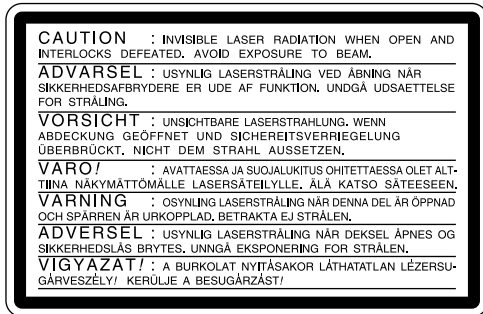 CAUTION : INVISIBLE LASER RADIATION WHEN OPEN AND
INTERLOCKS DEFEATED. AVOID EXPOSURE TO BEAM.
ADVARSEL : USYNLIG LASERSTRÅLING VED ÅBNING NÅR
SIKKERHEDSAFBRYDERE ER UDE AF FUNKTION. UNDGÅ UDSAETTELSE
FOR STRÅLING.
VORSICHT : UNSICHTBARE LASERSTRAHLUNG. WENN
ABDECKUNG GEÖFFNET UND SICHEREITSVERRIEGELUNG
ÜBERBRÜCKT. NICHT DEM STRAHL AUSSETZEN.
VARO! : AVATTAESSA JA SUOJALUKITUS OHITETTAESSA OLET ALT-
TIINA NÄKYMÄTTÖMÄLLE LASERSÄTEILYLLE. ÄLÄ KATSO SÄTEESEEN.
VARNING : OSYNLING LASERSTRÅLING NÄR DENNA DEL ÄR ÖPPNAD
OCH SPÄRREN ÄR URKOPPLAD. BETRAKTA EJ STRÅLEN.
ADVERSEL : USYNLIG LASERSTRÅLING NÅR DEKSEL ÅPNES OG
SIKKERHEDSLÅS BRYTES. UNNGÅ EKSPONERING FOR STRÅLEN.
VIGYAZAT! : A BURKOLAT NYITÁSAKOR LÁTHATATLAN LÉZERSU-
GÁRVESZÉLY! KERÜLJE A BESUGÁRZÁST!